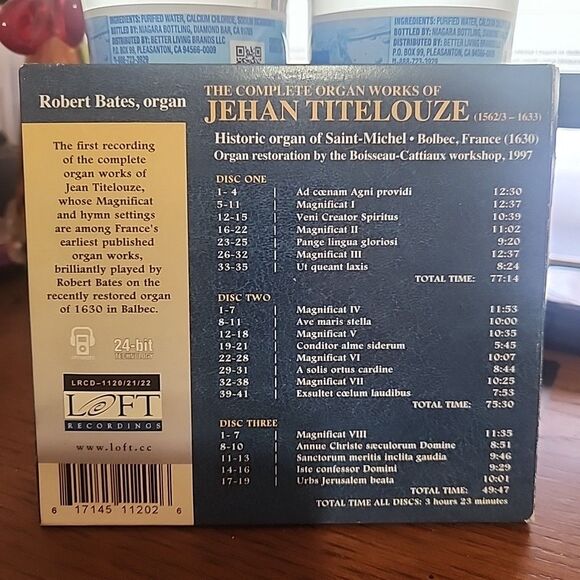 INGREDIENTS: PURIFIED WATER, CALCIUM CHLORIDE, SODIUM
BOTTLED BY: NIAGARA BOTTLING, DIAMOND BAR, CA
DISTRIBUTED BY: BETTER LIVING BRANDS LLC
P.O. BOX 99, PLEASANTON, CA 94566-0009
1-888-723-3929
INGREDIENTS: PURIFIED WATER, CALCIUM
BOTTLED BY: NIAGARA BOTTLING,
DISTRIBUTED BY: BETTER LIVING
P.O. BOX 99, PLEASANTON, CA
1-888-723-3929
Robert Bates, organ
The first recording
of the complete
organ works of
Jean Titelouze,
whose Magnificat
and hymn settings
are among France's
earliest published
organ works,
brilliantly played by
Robert Bates on the
recently restored organ
of 1630 in Balbec.
24-bit
TECHNOLOGY
LRCD-1120/21/22
LOFT
RECORDINGS
www.loft.cc
6 17145 11202 6
THE COMPLETE ORGAN WORKS OF
JEHAN TITELOUZE (1562/3 – 1633)
Historic organ of Saint-Michel • Bolbec, France (1630)
Organ restoration by the Boisseau-Cattiaux workshop, 1997
DISC ONE
1- 4 Ad cœnam Agni providi 12:30
5-11 Magnificat I 12:37
12-15 Veni Creator Spiritus 10:39
16-22 Magnificat II 11:02
23-25 Pange lingua gloriosi 9:20
26-32 Magnificat III 12:37
33-35 Ut queant laxis 8:24
TOTAL TIME: 77:14
DISC TWO
1-7 Magnificat IV 11:53
8-11 Ave maris stella 10:00
12-18 Magnificat V 10:35
19-21 Conditor alme siderum 5:45
22-28 Magnificat VI 10:07
29-31 A solis ortus cardine 8:44
32-38 Magnificat VII 10:25
39-41 Exsultet cœlum laudibus 7:53
TOTAL TIME: 75:30
DISC THREE
1- 7 Magnificat VIII 11:35
8-10 Annue Christe sæculorum Domine 8:51
11-13 Sanctorum meritis inclita gaudia 9:46
14-16 Iste confessor Domini 9:29
17-19 Urbs Jerusalem beata 10:01
TOTAL TIME: 49:47
TOTAL TIME ALL DISCS: 3 hours 23 minutes